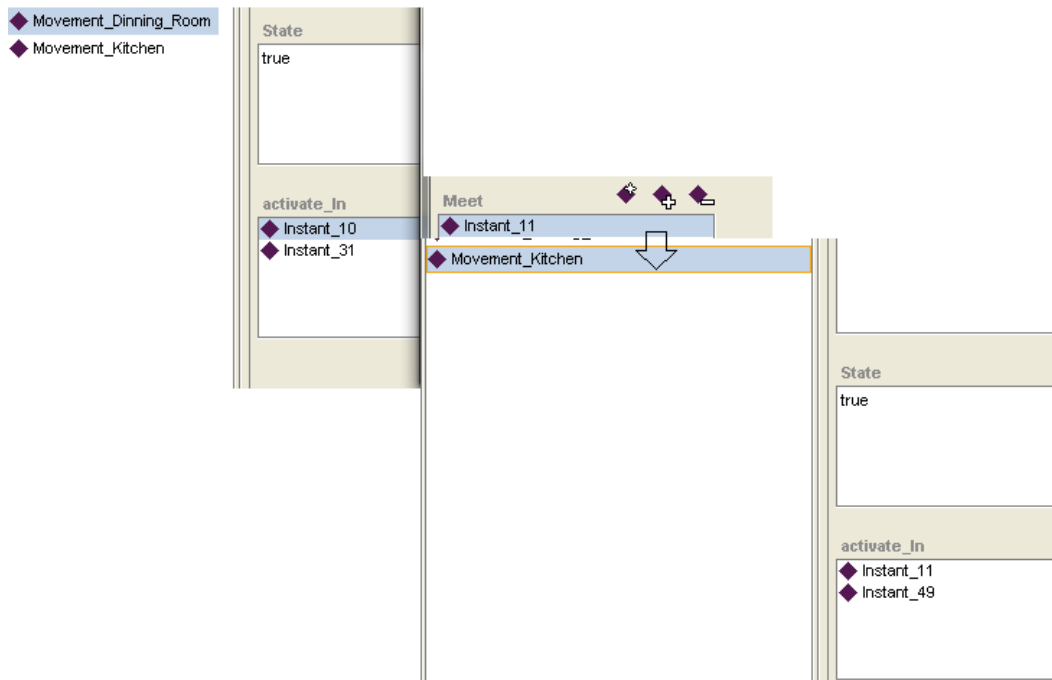 Movement_Dinning_Room
Movement_Kitchen
State
true
activate_In
Instant_10
Instant_31
Meet
Instant_11
Movement_Kitchen
State
true
activate_In
Instant_11
Instant_49